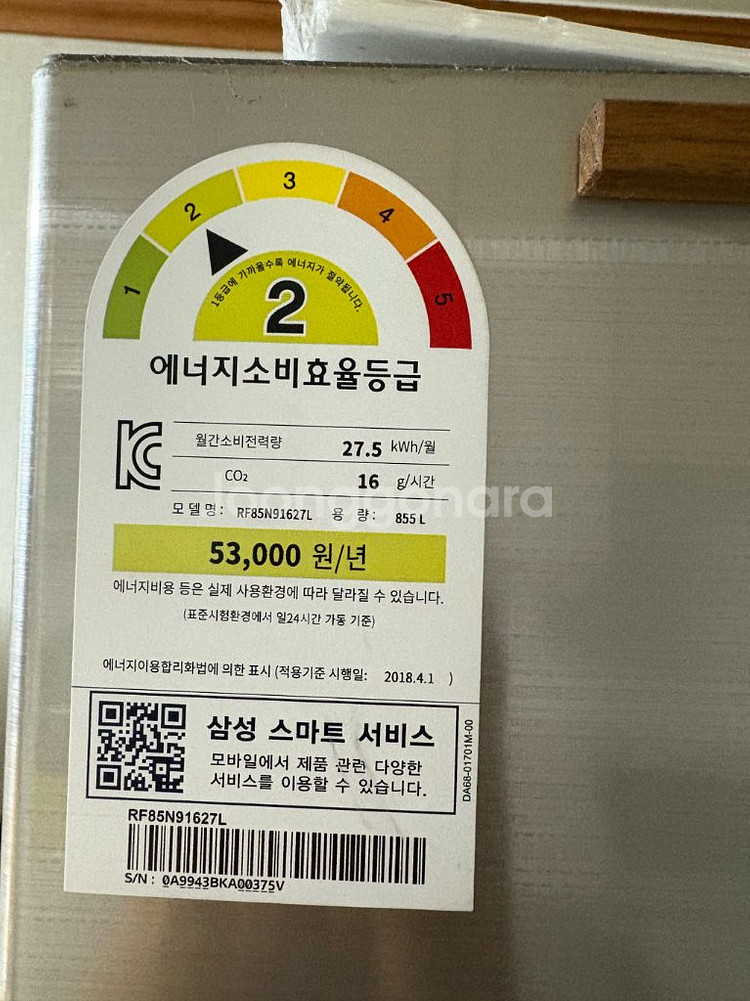 1 2 3 4 5
1등급에 가까울수록 에너지가 절약됩니다.
2
에너지소비효율등급
월간소비전력량 27.5 kWh/월
CO₂ 16 g/시간
joonggonara
모델명: RF85N91627L 용 량: 855 L
53,000 원/년
에너지비용 등은 실제 사용환경에 따라 달라질 수 있습니다.
(표준시험환경에서 일24시간 가동 기준)
에너지이용합리화법에 의한 표시 (적용기준 시행일: 2018.4.1 )
삼성 스마트 서비스
모바일에서 제품 관련 다양한
서비스를 이용할 수 있습니다.
DA68-01701M-00
RF85N91627L
S/N : 0A9943BKA00375V